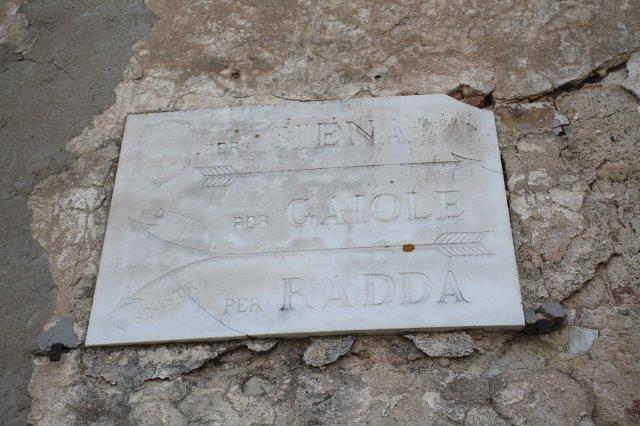 PER SIENA
A DESTRA PER GAIOLE
A SINISTRA PER RADDA